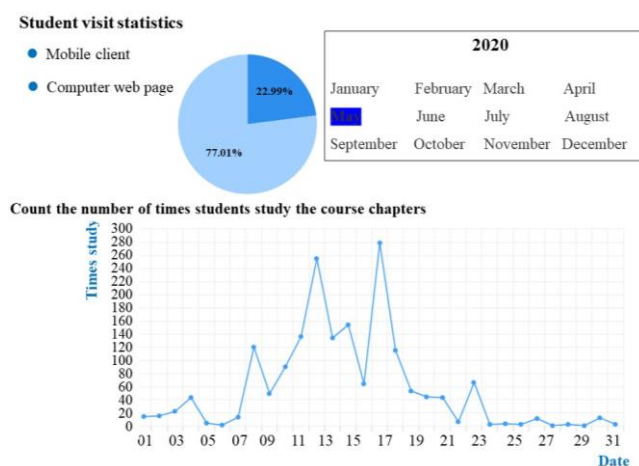 Student visit statistics
Mobile client
Computer web page
22.99%
77.01%
2020
January February March April
May June July August
September October November December
Count the number of times students study the course chapters
Times study
300
280
260
240
220
200
180
160
140
120
100
80
60
40
20
0
01 03 05 07 09 11 13 15 17 19 21 23 25 27 29 31
Date